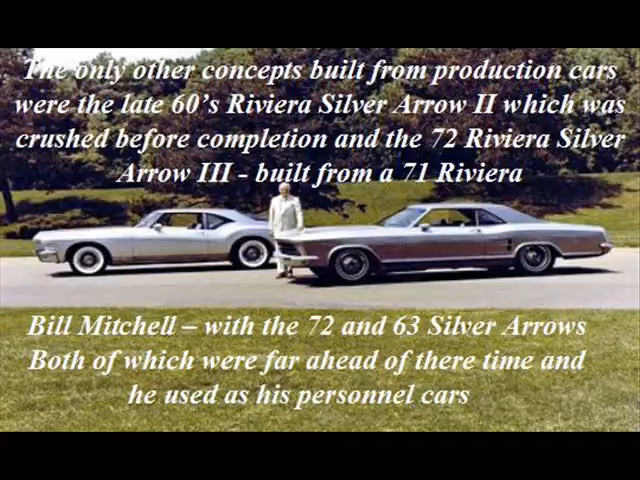 The only other concepts built from production cars
were the late 60's Riviera Silver Arrow II which was
crushed before completion and the 72 Riviera Silver
Arrow III - built from a 71 Riviera
Bill Mitchell – with the 72 and 63 Silver Arrows
Both of which were far ahead of there time and
he used as his personnel cars